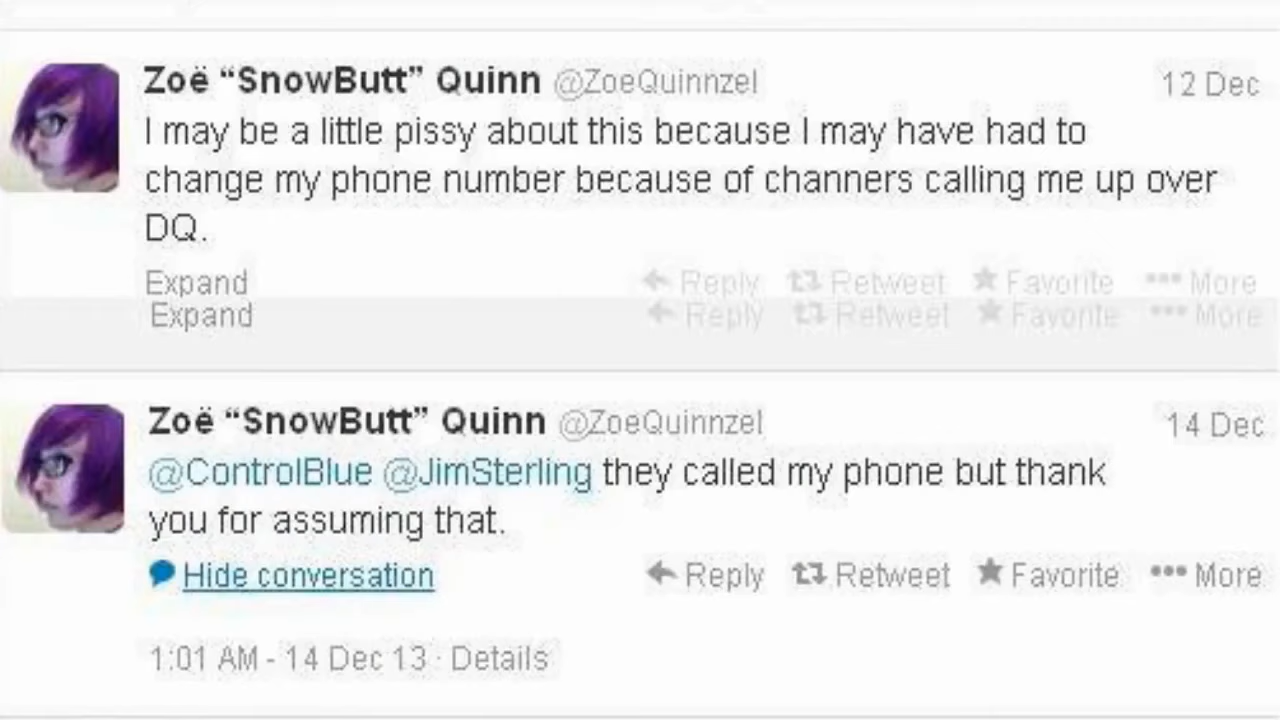 Zoë “SnowButt” Quinn @ZoeQuinnzel 12 Dec
I may be a little pissy about this because I may have had to
change my phone number because of channers calling me up over
DQ.
Expand Reply Retweet Favorite More
Expand Reply Retweet Favorite More
Zoë “SnowButt” Quinn @ZoeQuinnzel 14 Dec
@ControlBlue @JimSterling they called my phone but thank
you for assuming that.
Hide conversation Reply Retweet Favorite More
1:01 AM - 14 Dec 13 · Details